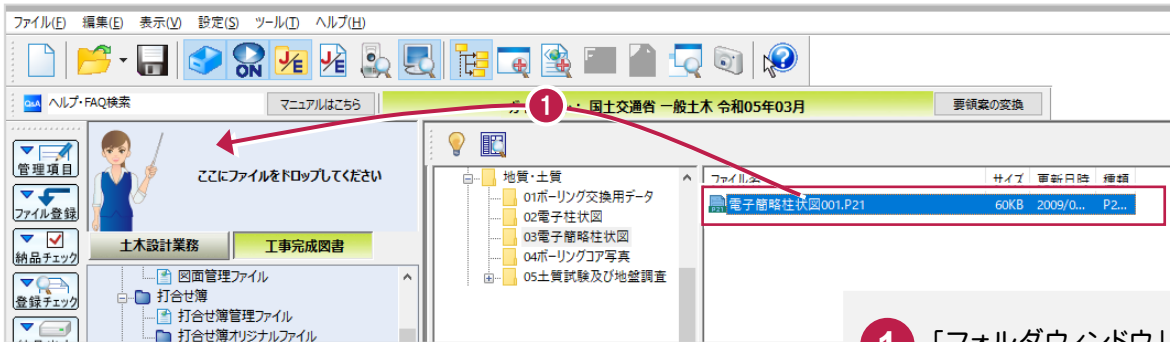 ファイル(F) 編集(E) 表示(V) 設定(S) ツール(T) ヘルプ(H)
ON J/E J/E
Q&A ヘルプ・FAQ検索 マニュアルはこちら : 国土交通省 一般土木 令和05年03月 要領案の変換
1
管理項目
ファイル登録
納品チェック
登録チェック
ここにファイルをドロップしてください
土木設計業務 工事完成図書
図面管理ファイル
打合せ簿
打合せ簿管理ファイル
打合せ簿オリジナルファイル
地質・土質
01ボーリング交換用データ
02電子柱状図
03電子簡略柱状図
04ボーリングコア写真
05土質試験及び地盤調査
ファイル名 サイズ 更新日時 種類
P21 電子簡略柱状図001.P21 60KB 2009/0... P2...
1 「フォルダウィンドウ」